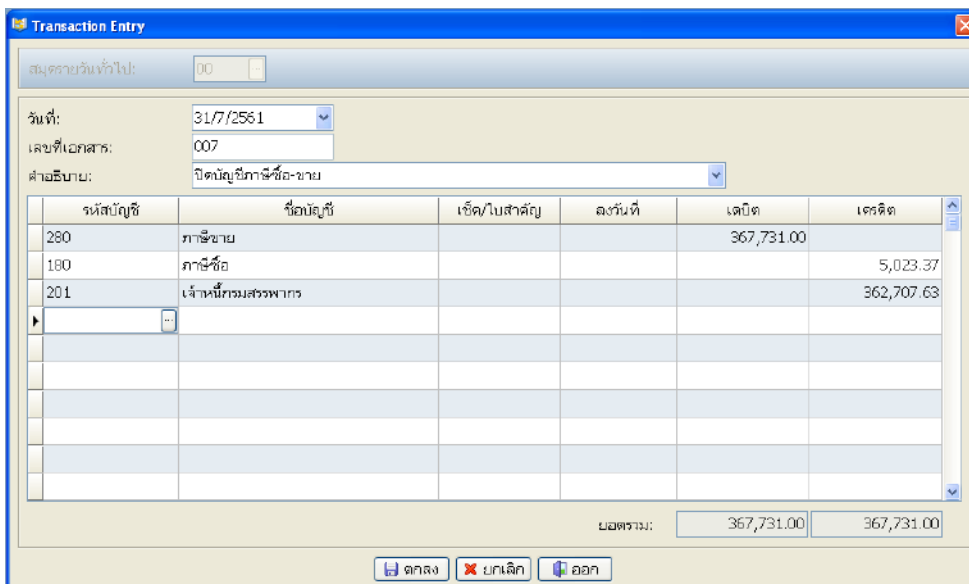 Transaction Entry
สมุดรายวันทั่วไป: 00
วันที่: 31/7/2561
เลขที่เอกสาร: 007
คำอธิบาย: ปิดบัญชีภาษีซื้อ-ขาย
รหัสบัญชี ชื่อบัญชี เช็ค/ใบสำคัญ ลงวันที่ เดบิต เครดิต
280 ภาษีขาย 367,731.00
180 ภาษีซื้อ 5,023.37
201 เจ้าหนี้กรมสรรพากร 362,707.63
ยอดรวม: 367,731.00 367,731.00
ตกลง ยกเลิก ออก